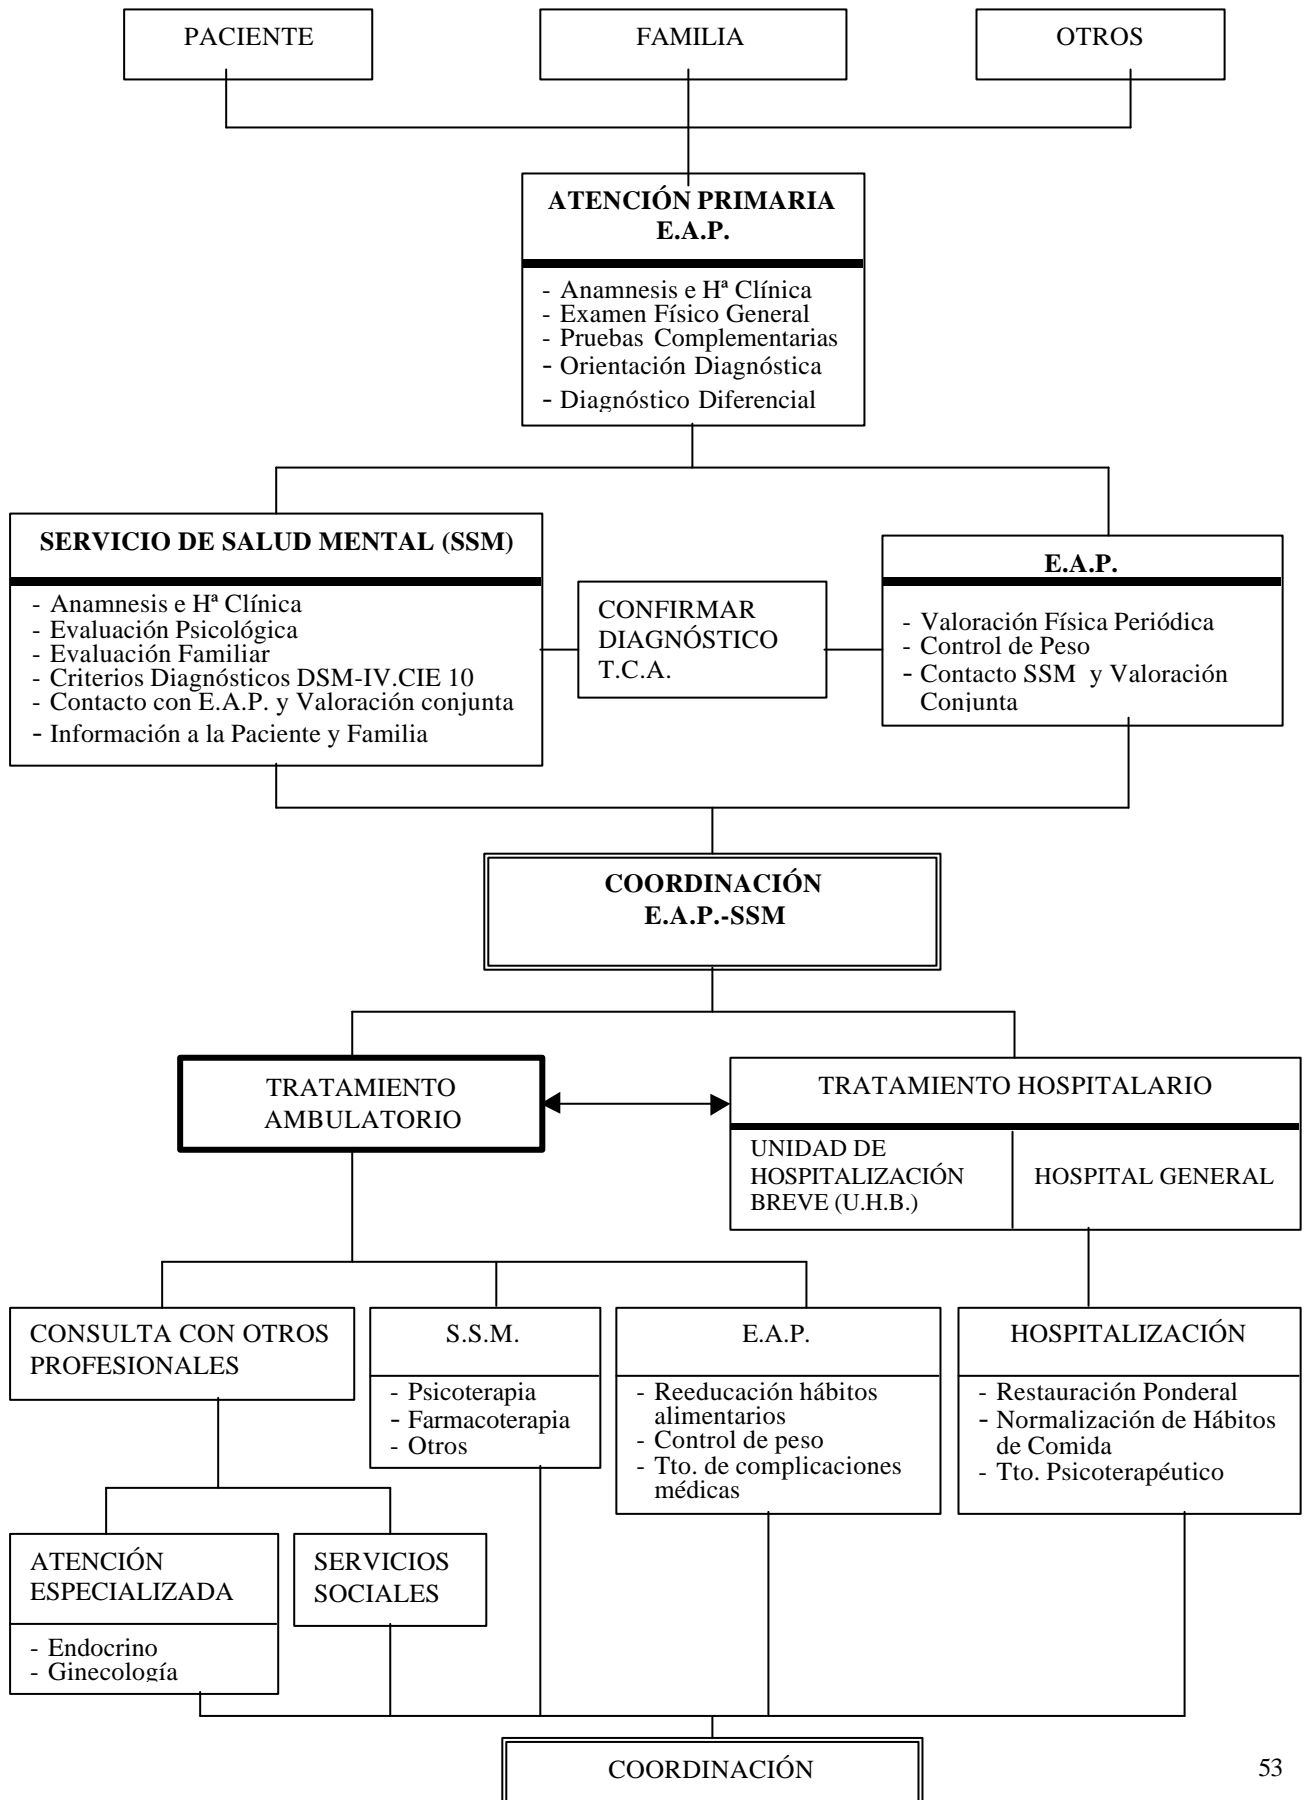 PACIENTE
FAMILIA
OTROS
ATENCIÓN PRIMARIA
E.A.P.
- Anamnesis e Hª Clínica
- Examen Físico General
- Pruebas Complementarias
- Orientación Diagnóstica
- Diagnóstico Diferencial
SERVICIO DE SALUD MENTAL (SSM)
- Anamnesis e Hª Clínica
- Evaluación Psicológica
- Evaluación Familiar
- Criterios Diagnósticos DSM-IV.CIE 10
- Contacto con E.A.P. y Valoración conjunta
- Información a la Paciente y Familia
CONFIRMAR
DIAGNÓSTICO
T.C.A.
E.A.P.
- Valoración Física Periódica
- Control de Peso
- Contacto SSM y Valoración
Conjunta
COORDINACIÓN
E.A.P.-SSM
TRATAMIENTO
AMBULATORIO
TRATAMIENTO HOSPITALARIO
UNIDAD DE
HOSPITALIZACIÓN
BREVE (U.H.B.)
HOSPITAL GENERAL
CONSULTA CON OTROS
PROFESIONALES
S.S.M.
- Psicoterapia
- Farmacoterapia
- Otros
E.A.P.
- Reeducación hábitos
alimentarios
- Control de peso
- Tto. de complicaciones
médicas
HOSPITALIZACIÓN
- Restauración Ponderal
- Normalización de Hábitos
de Comida
- Tto. Psicoterapéutico
ATENCIÓN
ESPECIALIZADA
- Endocrino
- Ginecología
SERVICIOS
SOCIALES
COORDINACIÓN
53